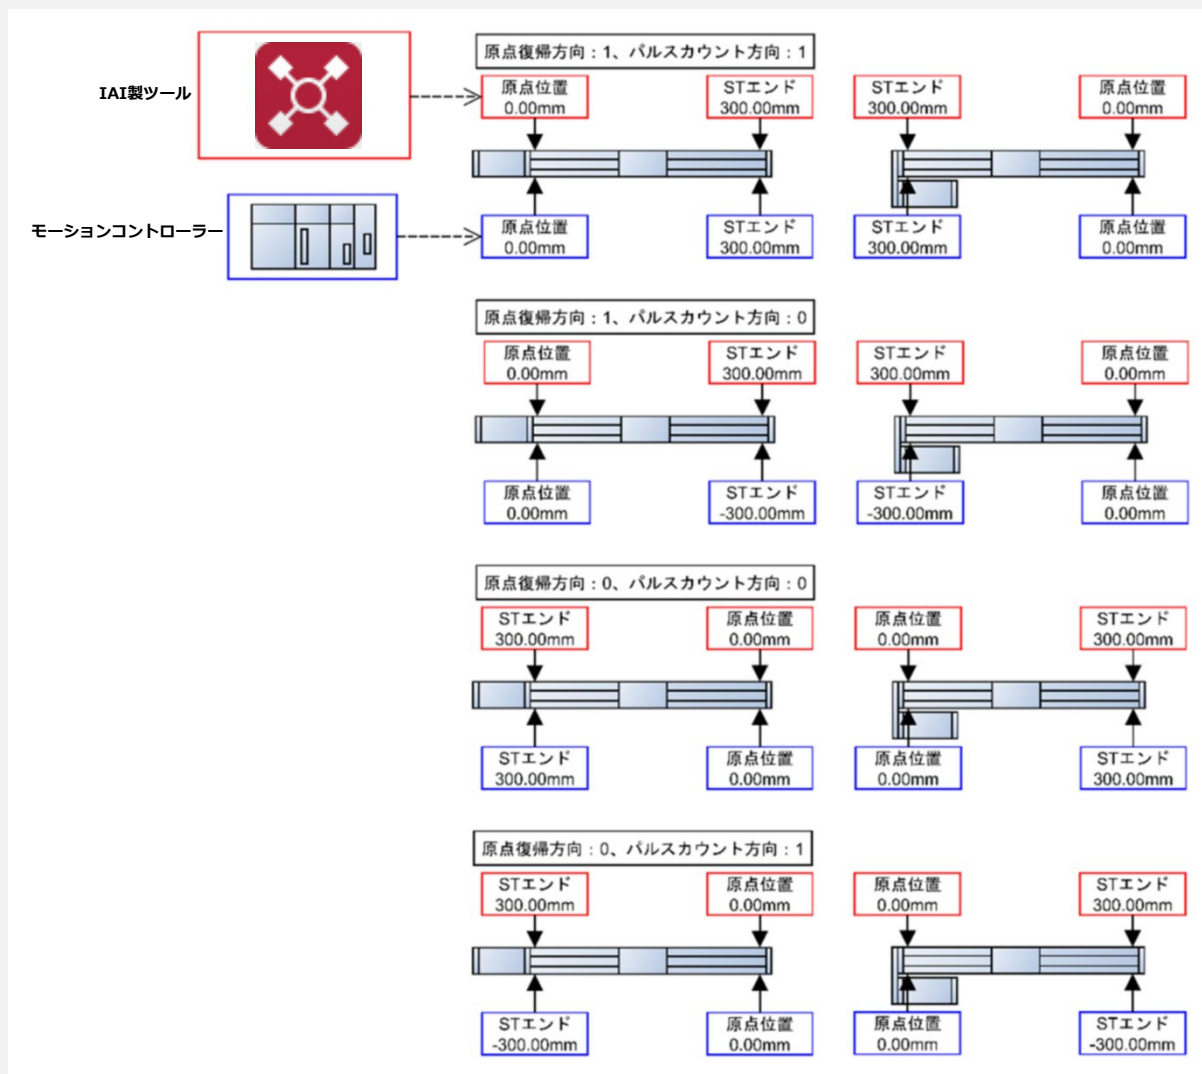 IAI製ツール
モーションコントローラー
原点復帰方向：1、パルスカウント方向：1
原点位置
0.00mm
STエンド
300.00mm
STエンド
300.00mm
原点位置
0.00mm
原点位置
0.00mm
STエンド
300.00mm
STエンド
300.00mm
原点位置
0.00mm
原点復帰方向：1、パルスカウント方向：0
原点位置
0.00mm
STエンド
300.00mm
STエンド
300.00mm
原点位置
0.00mm
原点位置
0.00mm
STエンド
-300.00mm
STエンド
-300.00mm
原点位置
0.00mm
原点復帰方向：0、パルスカウント方向：0
STエンド
300.00mm
原点位置
0.00mm
原点位置
0.00mm
STエンド
300.00mm
STエンド
300.00mm
原点位置
0.00mm
原点位置
0.00mm
STエンド
300.00mm
原点復帰方向：0、パルスカウント方向：1
STエンド
300.00mm
原点位置
0.00mm
原点位置
0.00mm
STエンド
300.00mm
STエンド
-300.00mm
原点位置
0.00mm
原点位置
0.00mm
STエンド
-300.00mm